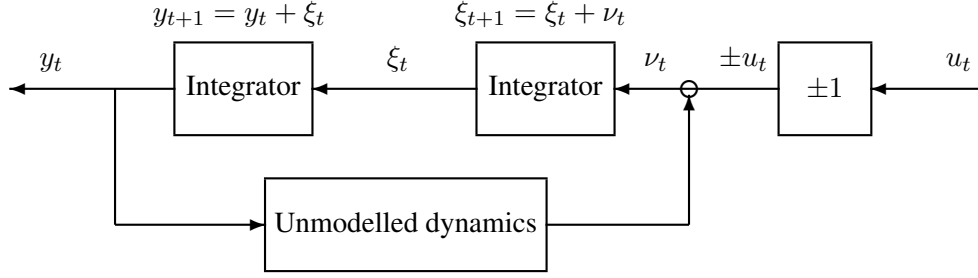 $y_{t+1} = y_t + \xi_t$
$\xi_{t+1} = \xi_t + \nu_t$
$y_t$
Integrator
$\xi_t$
Integrator
$\nu_t$
$\pm u_t$
$\pm 1$
$u_t$
Unmodelled dynamics